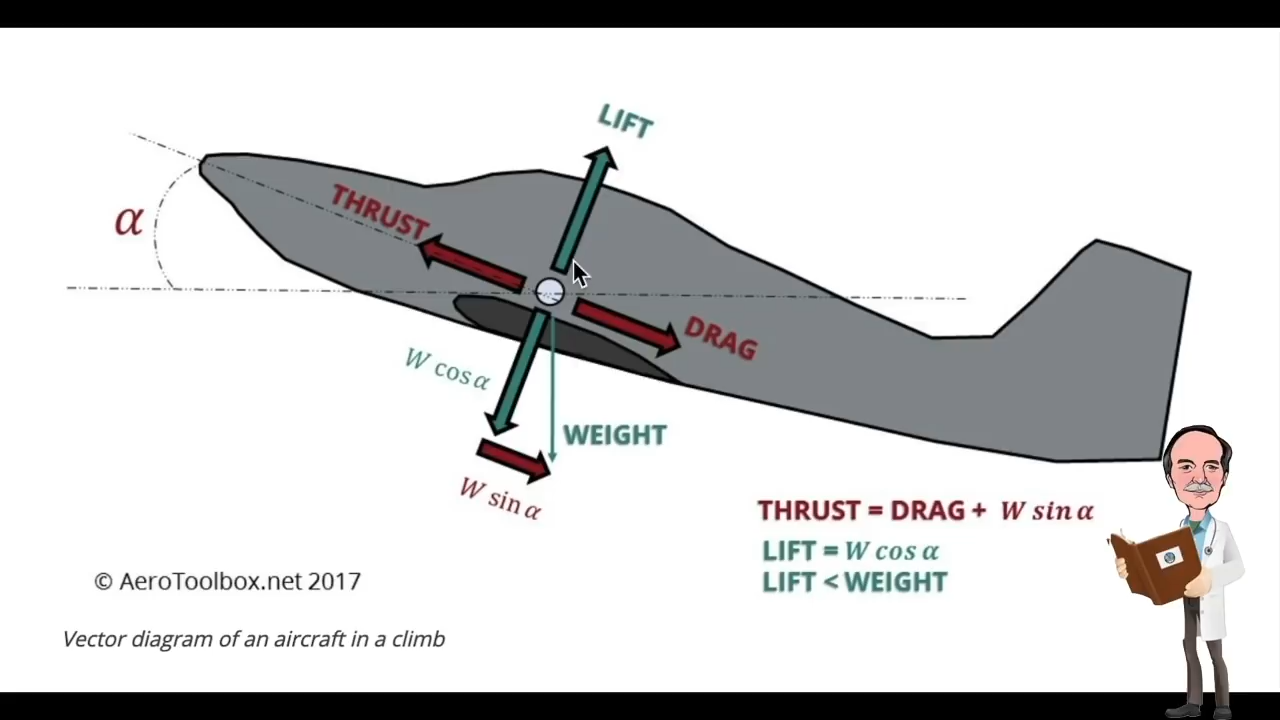 LIFT
THRUST
α
DRAG
W cos α
WEIGHT
W sin α
THRUST = DRAG + W sin α
LIFT = W cos α
LIFT < WEIGHT
© AeroToolbox.net 2017
Vector diagram of an aircraft in a climb